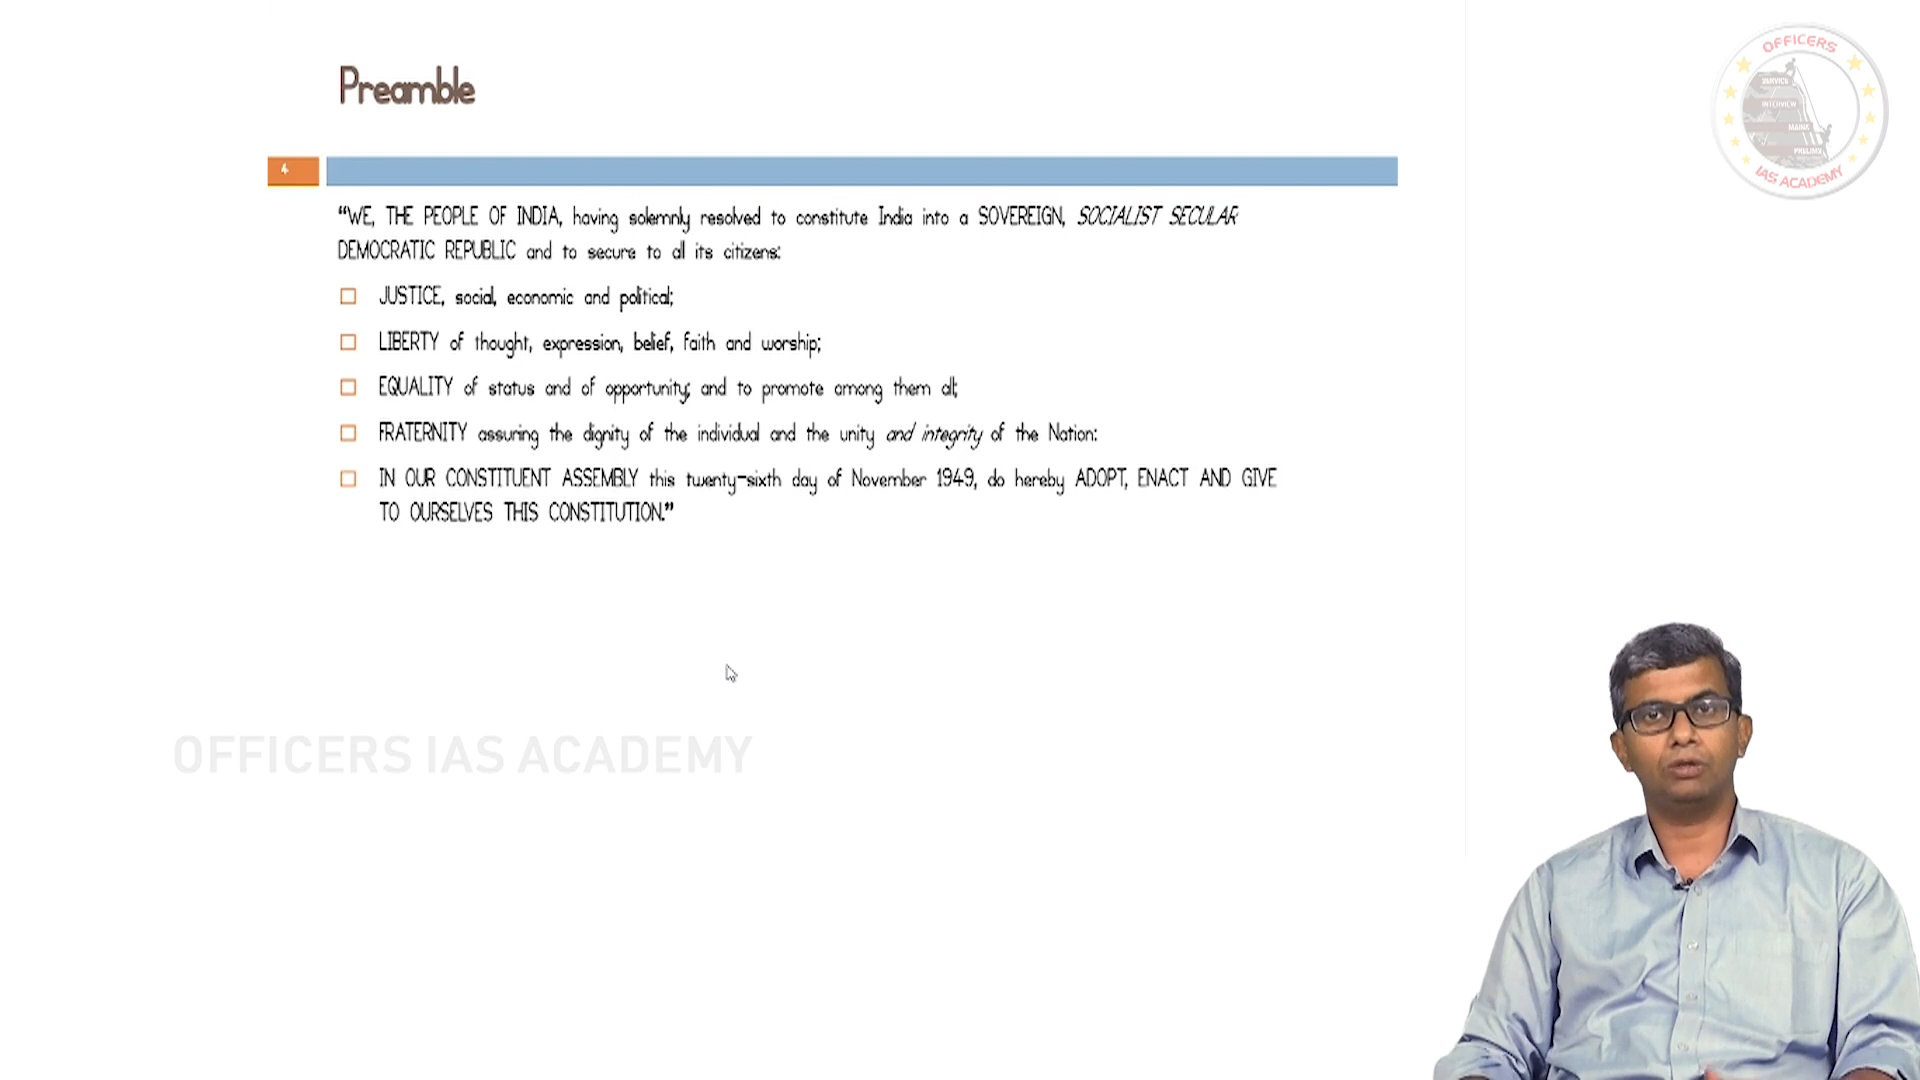 Preamble
4
“WE, THE PEOPLE OF INDIA, having solemnly resolved to constitute India into a SOVEREIGN, SOCIALIST SECULAR
DEMOCRATIC REPUBLIC and to secure to all its citizens:
JUSTICE, social, economic and political;
LIBERTY of thought, expression, belief, faith and worship;
EQUALITY of status and of opportunity; and to promote among them all;
FRATERNITY assuring the dignity of the individual and the unity and integrity of the Nation:
IN OUR CONSTITUENT ASSEMBLY this twenty-sixth day of November 1949, do hereby ADOPT, ENACT AND GIVE
TO OURSELVES THIS CONSTITUTION.”
OFFICERS IAS ACADEMY
OFFICERS
SERVICE
INTERVIEW
MAINS
PRELIMS
IAS ACADEMY